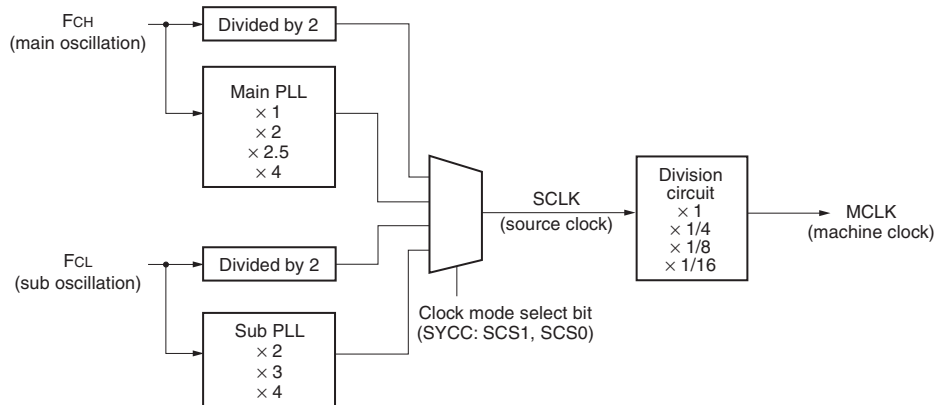 FCH
(main oscillation)
Divided by 2
Main PLL
× 1
× 2
× 2.5
× 4
FCL
(sub oscillation)
Divided by 2
Sub PLL
× 2
× 3
× 4
Clock mode select bit
(SYCC: SCS1, SCS0)
SCLK
(source clock)
Division
circuit
× 1
× 1/4
× 1/8
× 1/16
MCLK
(machine clock)